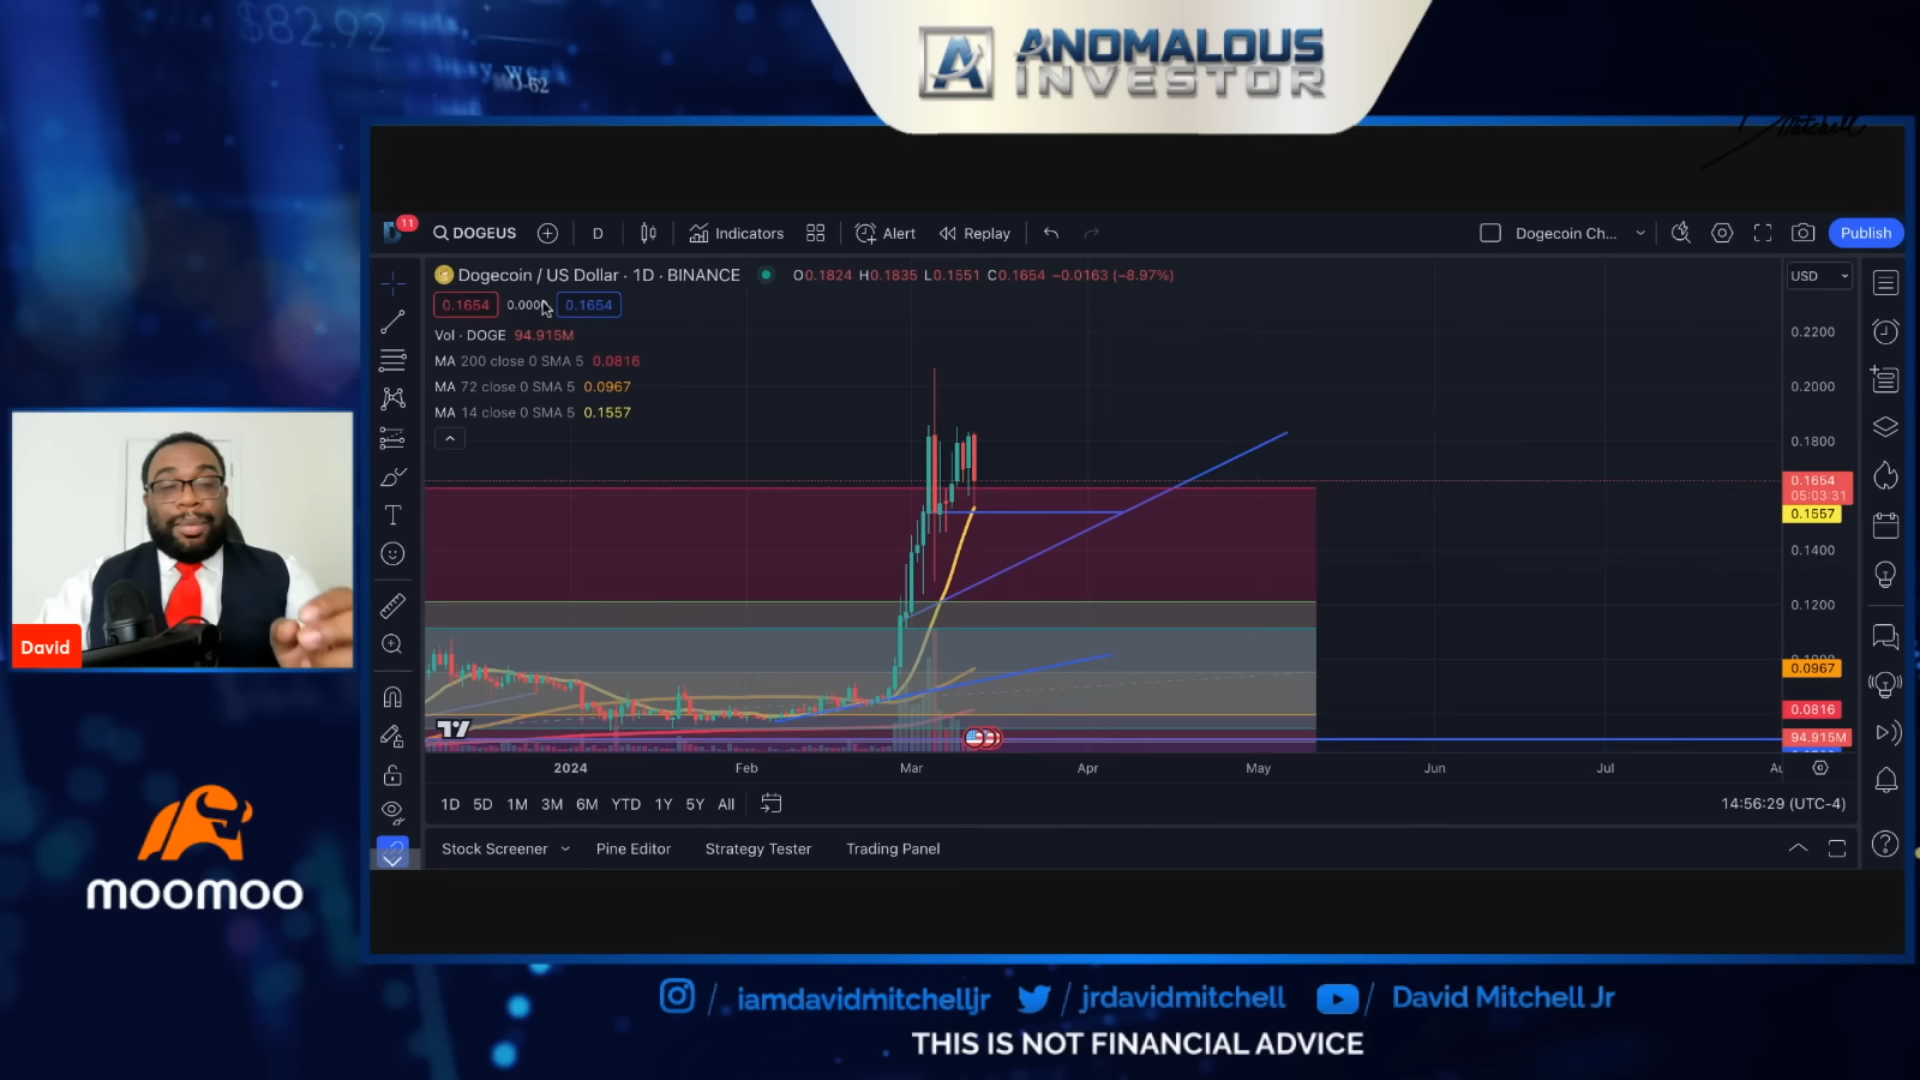 $82.92
ANOMALOUS
INVESTOR
Mitchell
11
DOGEUS
D
Indicators
Alert
Replay
Dogecoin Ch...
Publish
Dogecoin / US Dollar · 1D · BINANCE
O0.1824 H0.1835 L0.1551 C0.1654 −0.0163 (−8.97%)
USD
0.1654
0.1654
Vol · DOGE 94.915M
MA 200 close 0 SMA 5 0.0816
MA 72 close 0 SMA 5 0.0967
MA 14 close 0 SMA 5 0.1557
0.2200
0.2000
0.1800
0.1654
05:03:31
0.1557
0.1400
0.1200
0.0967
0.0816
94.915M
2024 Feb Mar Apr May Jun Jul
1D 5D 1M 3M 6M YTD 1Y 5Y All
14:56:29 (UTC-4)
Stock Screener
Pine Editor
Strategy Tester
Trading Panel
David
moomoo
/ iamdavidmitchelljr
/ jrdavidmitchell
/ David Mitchell Jr
THIS IS NOT FINANCIAL ADVICE